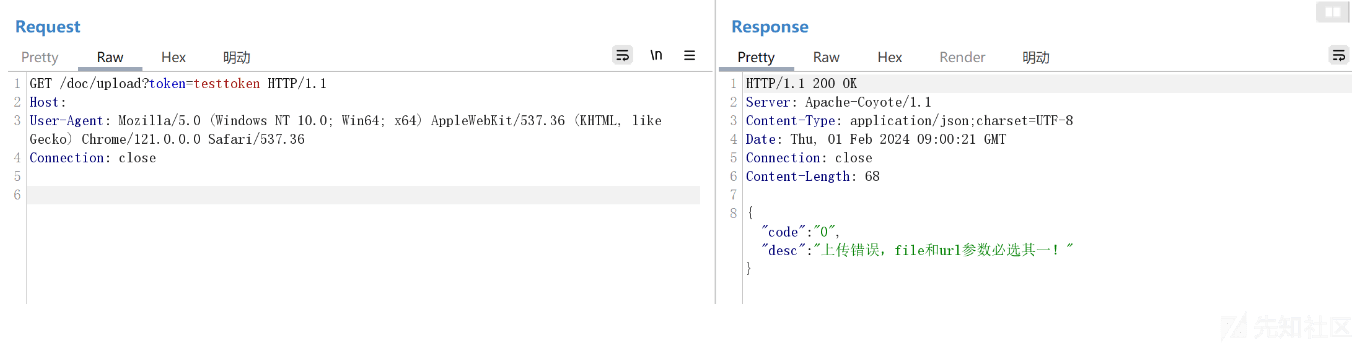 Request
Pretty Raw Hex 明动
\n
1 GET /doc/upload?token=testtoken HTTP/1.1
2 Host:
3 User-Agent: Mozilla/5.0 (Windows NT 10.0; Win64; x64) AppleWebKit/537.36 (KHTML, like
Gecko) Chrome/121.0.0.0 Safari/537.36
4 Connection: close
5
6
Response
Pretty Raw Hex Render 明动
1 HTTP/1.1 200 OK
2 Server: Apache-Coyote/1.1
3 Content-Type: application/json;charset=UTF-8
4 Date: Thu, 01 Feb 2024 09:00:21 GMT
5 Connection: close
6 Content-Length: 68
7
8 {
"code":"0",
"desc":"上传错误，file和url参数必选其一！"
}
先知社区